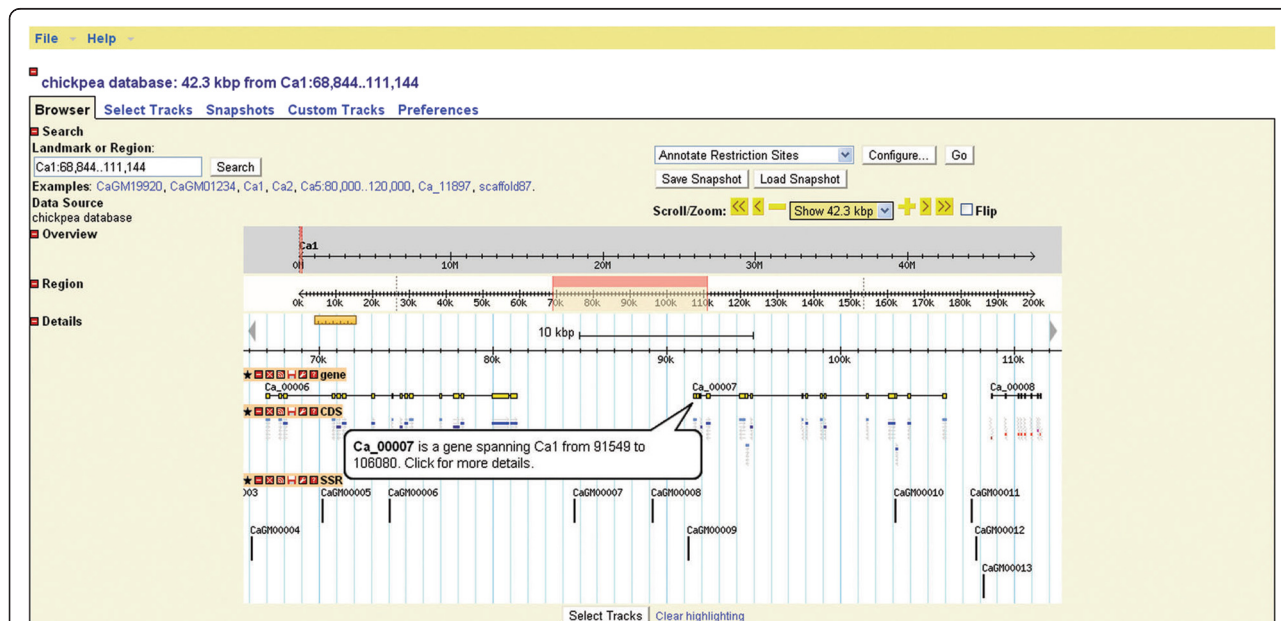 File Help
chickpea database: 42.3 kbp from Ca1:68,844..111,144
Browser Select Tracks Snapshots Custom Tracks Preferences
Search
Landmark or Region:
Ca1:68,844..111,144 Search
Annotate Restriction Sites Configure... Go
Save Snapshot Load Snapshot
Examples: CaGM19920, CaGM01234, Ca1, Ca2, Ca5:80,000..120,000, Ca_11897, scaffold87.
Data Source
chickpea database
Scroll/Zoom: << < Show 42.3 kbp > >> Flip
Overview
Ca1
0M 10M 20M 30M 40M
Region
0k 10k 20k 30k 40k 50k 60k 70k 80k 90k 100k 110k 120k 130k 140k 150k 160k 170k 180k 190k 200k
Details
10 kbp
70k 80k 90k 100k 110k
gene
Ca_00006 Ca_00007 Ca_00008
CDS
Ca_00007 is a gene spanning Ca1 from 91549 to
106080. Click for more details.
SSR
003 CaGM00005 CaGM00006 CaGM00007 CaGM00008 CaGM00010 CaGM00011
CaGM00004 CaGM00009 CaGM00012
CaGM00013
Select Tracks Clear highlighting